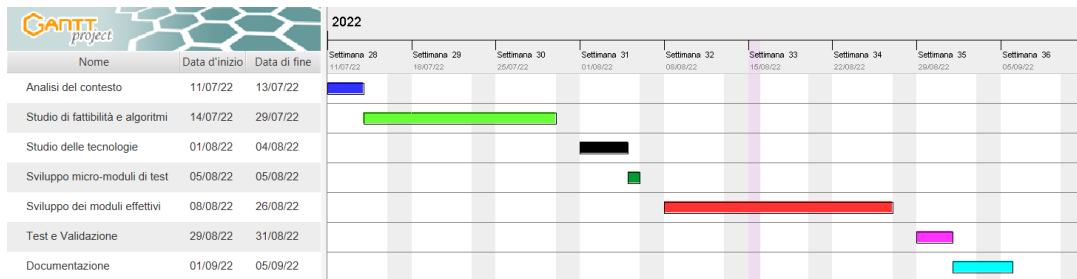 GANTT
project
2022
Settimana 28 Settimana 29 Settimana 30 Settimana 31 Settimana 32 Settimana 33 Settimana 34 Settimana 35 Settimana 36
11/07/22 18/07/22 25/07/22 01/08/22 08/08/22 15/08/22 22/08/22 29/08/22 05/09/22
Nome Data d'inizio Data di fine
Analisi del contesto 11/07/22 13/07/22
Studio di fattibilità e algoritmi 14/07/22 29/07/22
Studio delle tecnologie 01/08/22 04/08/22
Sviluppo micro-moduli di test 05/08/22 05/08/22
Sviluppo dei moduli effettivi 08/08/22 26/08/22
Test e Validazione 29/08/22 31/08/22
Documentazione 01/09/22 05/09/22